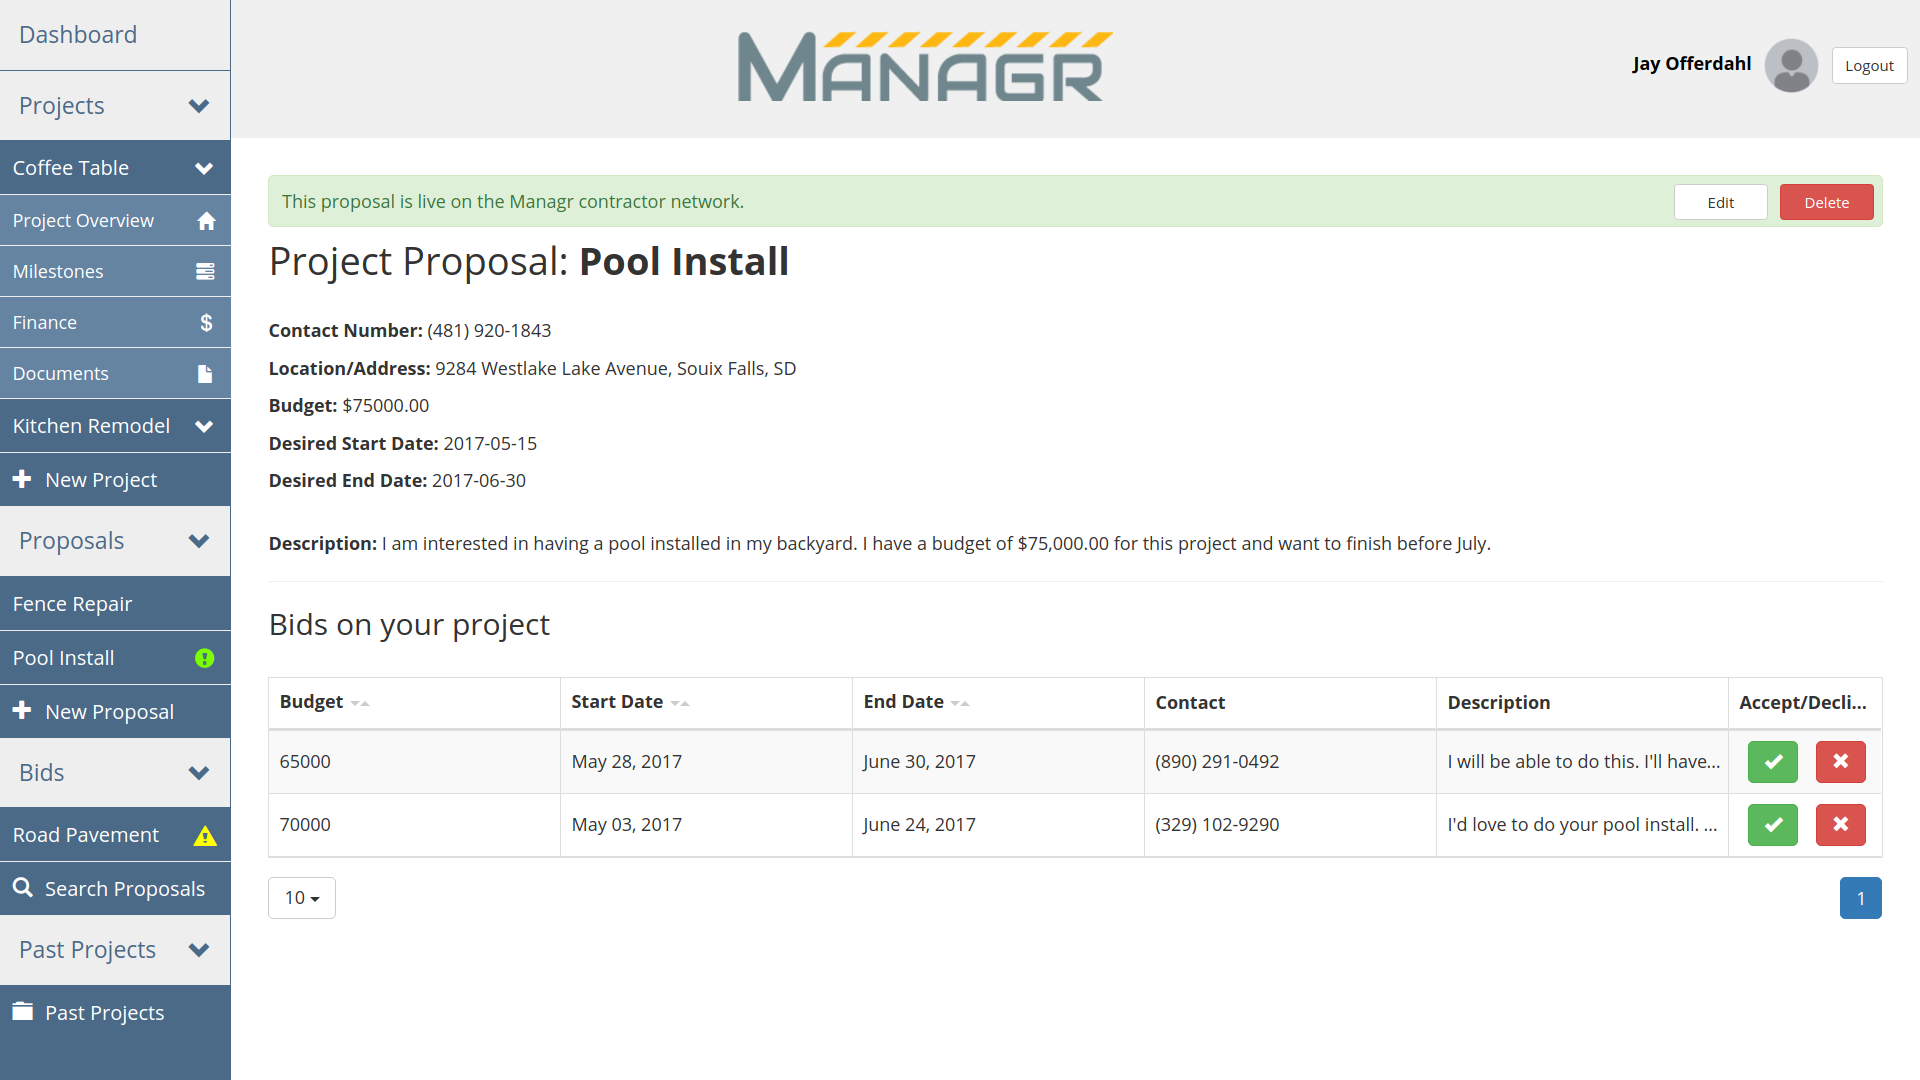 Dashboard
Projects
Coffee Table
Project Overview
Milestones
Finance
Documents
Kitchen Remodel
New Project
Proposals
Fence Repair
Pool Install
New Proposal
Bids
Road Pavement
Search Proposals
Past Projects
Past Projects
MANAGR
Jay Offerdahl
Logout
This proposal is live on the Managr contractor network.
Edit
Delete
Project Proposal: Pool Install
Contact Number: (481) 920-1843
Location/Address: 9284 Westlake Lake Avenue, Souix Falls, SD
Budget: $75000.00
Desired Start Date: 2017-05-15
Desired End Date: 2017-06-30
Description: I am interested in having a pool installed in my backyard. I have a budget of $75,000.00 for this project and want to finish before July.
Bids on your project
Budget Start Date End Date Contact Description Accept/Decli...
65000 May 28, 2017 June 30, 2017 (890) 291-0492 I will be able to do this. I'll have...
70000 May 03, 2017 June 24, 2017 (329) 102-9290 I'd love to do your pool install. ...
10
1